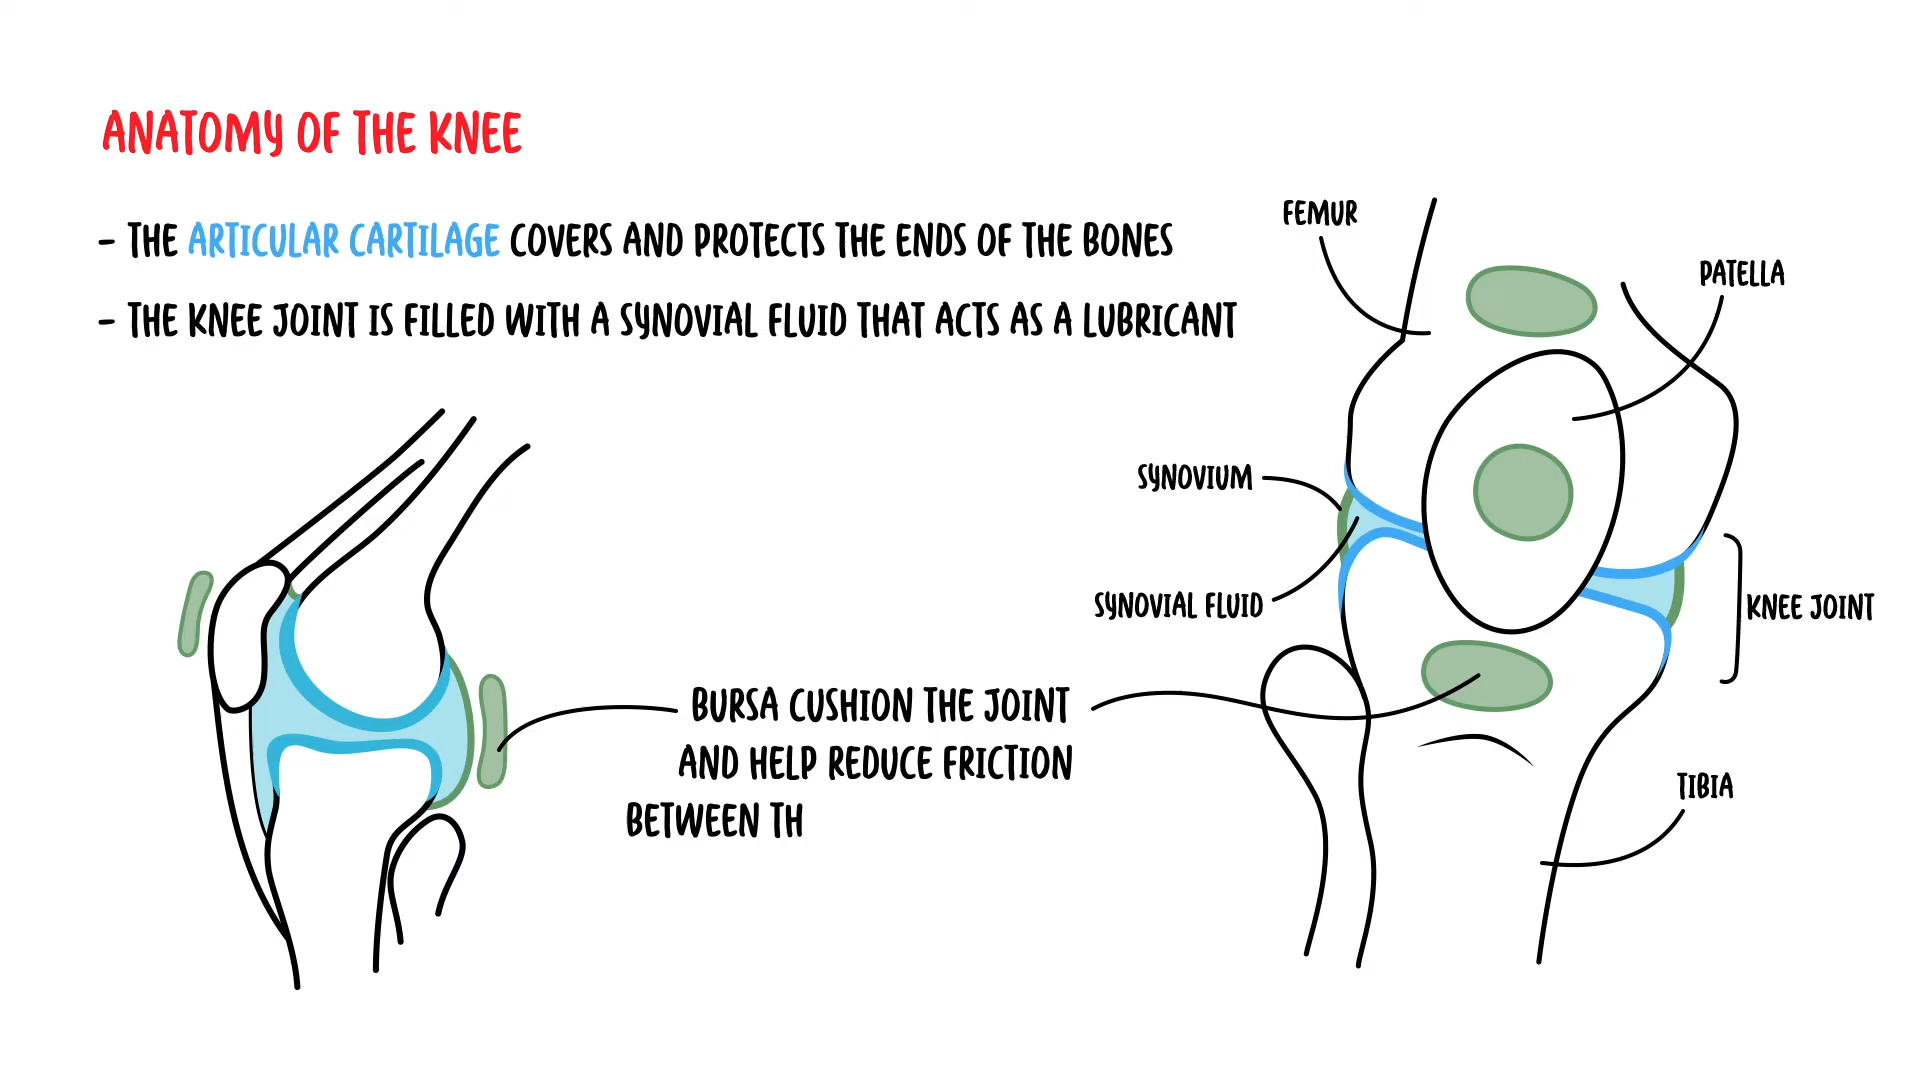 ANATOMY OF THE KNEE
- THE ARTICULAR CARTILAGE COVERS AND PROTECTS THE ENDS OF THE BONES
- THE KNEE JOINT IS FILLED WITH A SYNOVIAL FLUID THAT ACTS AS A LUBRICANT
FEMUR
PATELLA
SYNOVIUM
SYNOVIAL FLUID
KNEE JOINT
BURSA CUSHION THE JOINT
AND HELP REDUCE FRICTION
BETWEEN TH
TIBIA